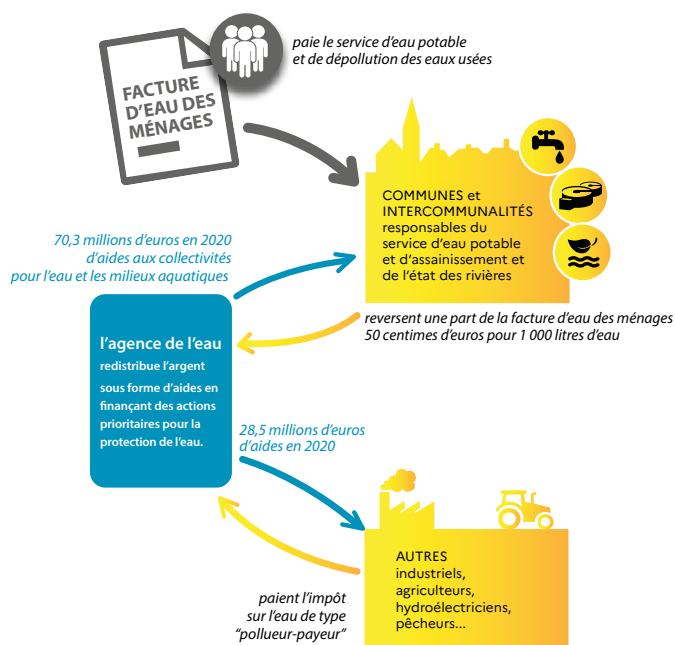 paie le service d'eau potable
et de dépollution des eaux usées
FACTURE
D'EAU DES
MÉNAGES
COMMUNES et
INTERCOMMUNALITÉS
responsables du
service d'eau potable
et d'assainissement et
de l'état des rivières
70,3 millions d'euros en 2020
d'aides aux collectivités
pour l'eau et les milieux aquatiques
reversent une part de la facture d'eau des ménages
50 centimes d'euros pour 1 000 litres d'eau
l'agence de l'eau
redistribue l'argent
sous forme d'aides en
finançant des actions
prioritaires pour la
protection de l'eau.
28,5 millions d'euros
d'aides en 2020
AUTRES
industriels,
agriculteurs,
hydroélectriciens,
pêcheurs...
paient l'impôt
sur l'eau de type
"pollueur-payeur"